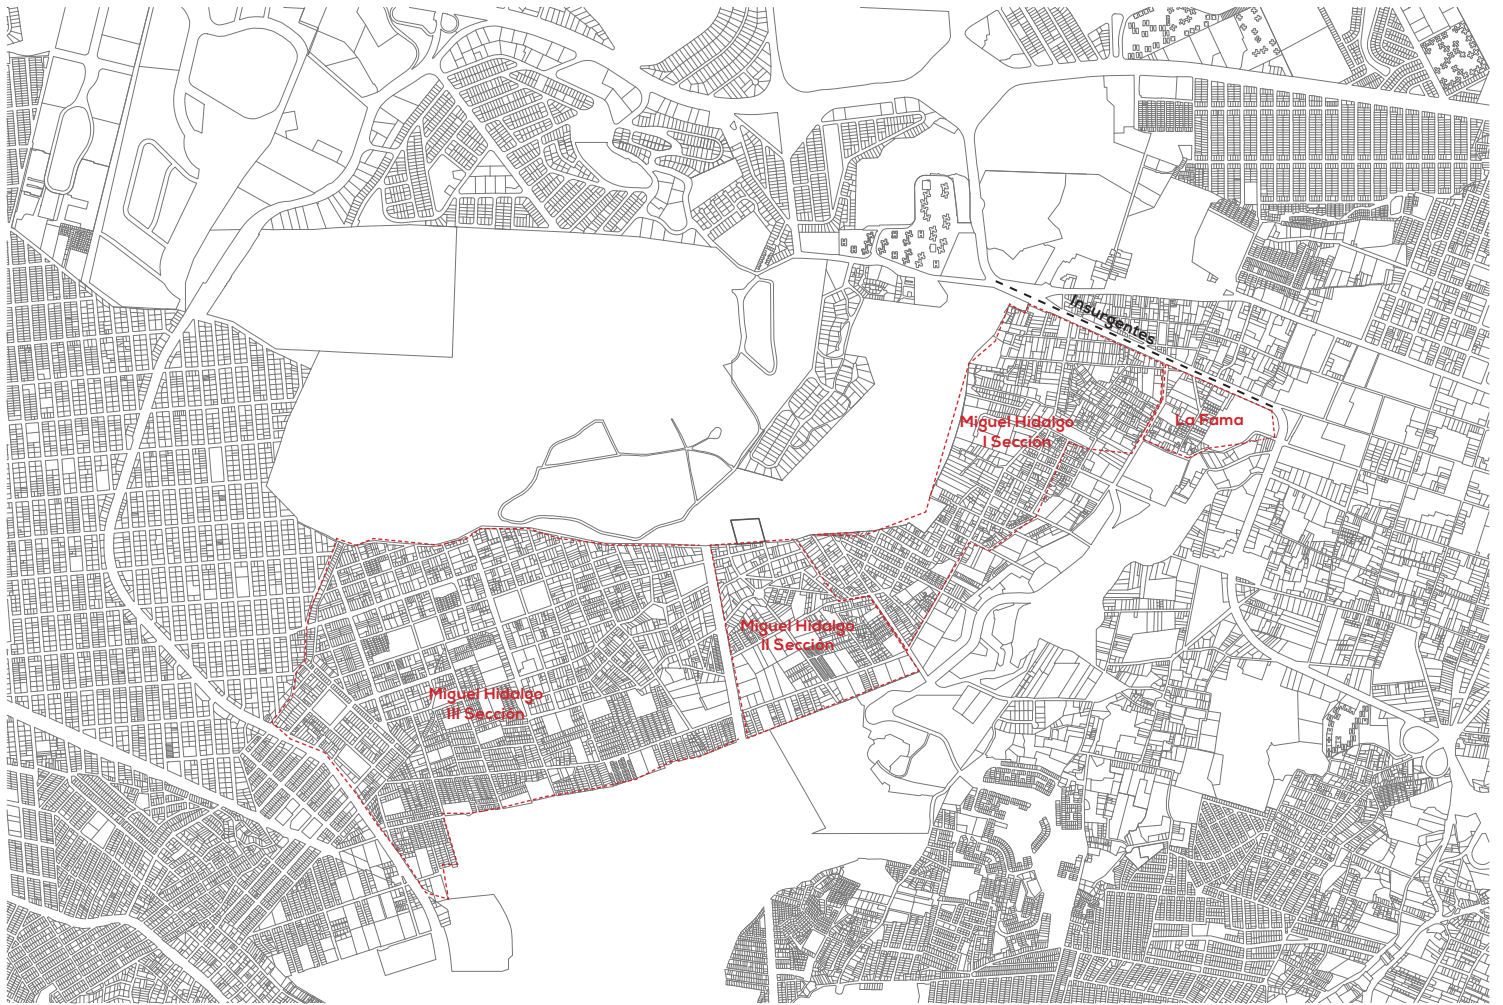 Insurgentes
La Fama
Miguel Hidalgo
I Sección
Miguel Hidalgo
II Sección
Miguel Hidalgo
III Sección